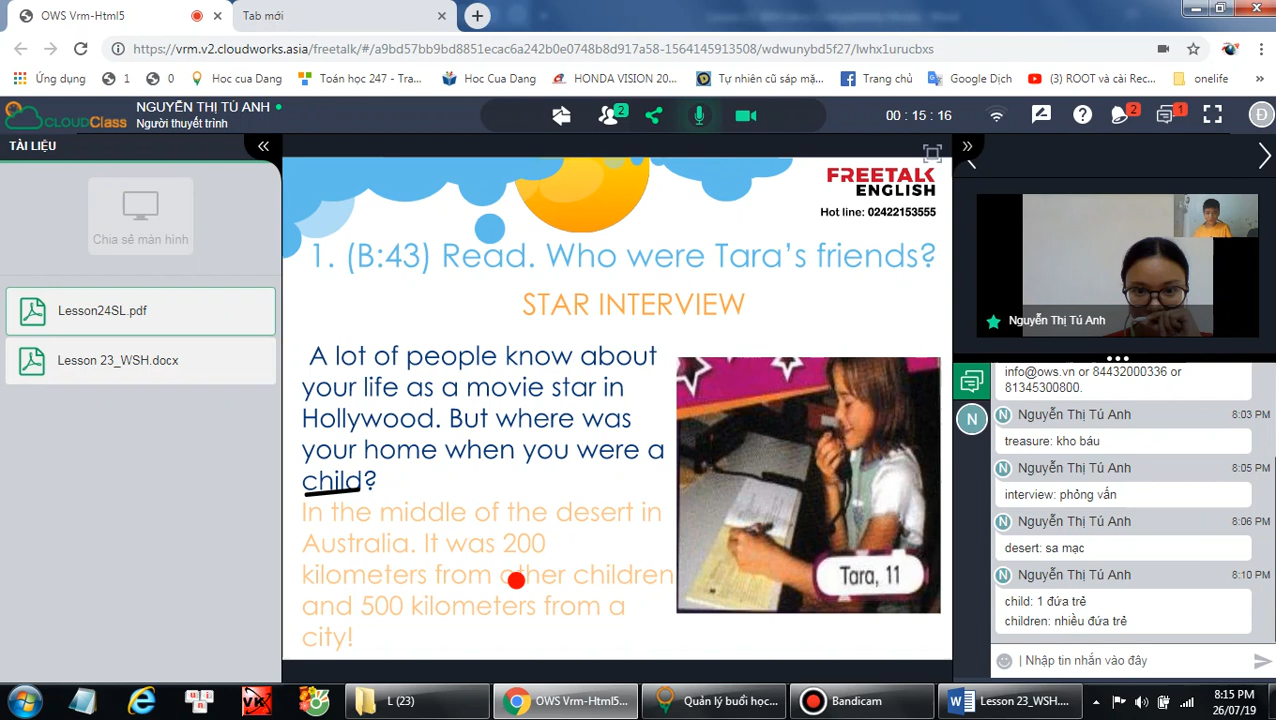 OWS Vrm-Html5
Tab mới
https://vrm.v2.cloudworks.asia/freetalk/#/a9bd57bb9bd8851ecac6a242b0e0748b8d917a58-1564145913508/wdwunybd5f27/lwhx1urucbxs
Ứng dụng
1
0
Hoc cua Dang
Toán học 247 - Tra...
Học Cua Dang
HONDA VISION 20...
Tự nhiên cũ sáp mặ...
Trang chủ
Google Dịch
(3) ROOT và cài Rec...
onelife
»
CLOUDClass
NGUYỄN THỊ TÚ ANH
Người thuyết trình
2
00 : 15 : 16
2
1
Đ
TÀI LIỆU
Chia sẻ màn hình
Lesson24SL.pdf
Lesson 23_WSH.docx
FREETALK
ENGLISH
Hot line: 02422153555
1. (B:43) Read. Who were Tara's friends?
STAR INTERVIEW
A lot of people know about
your life as a movie star in
Hollywood. But where was
your home when you were a
child?
In the middle of the desert in
Australia. It was 200
kilometers from other children
and 500 kilometers from a
city!
Tara, 11
Nguyễn Thị Tú Anh
info@ows.vn or 84432000336 or
81345300800.
N
N Nguyễn Thị Tú Anh 8:03 PM
treasure: kho báu
N Nguyễn Thị Tú Anh 8:05 PM
interview: phỏng vấn
N Nguyễn Thị Tú Anh 8:06 PM
desert: sa mạc
N Nguyễn Thị Tú Anh 8:10 PM
child: 1 đứa trẻ
children: nhiều đứa trẻ
Nhập tin nhắn vào đây
L (23)
OWS Vrm-Html5...
Quản lý buổi học...
Bandicam
Lesson 23_WSH....
8:15 PM
26/07/19